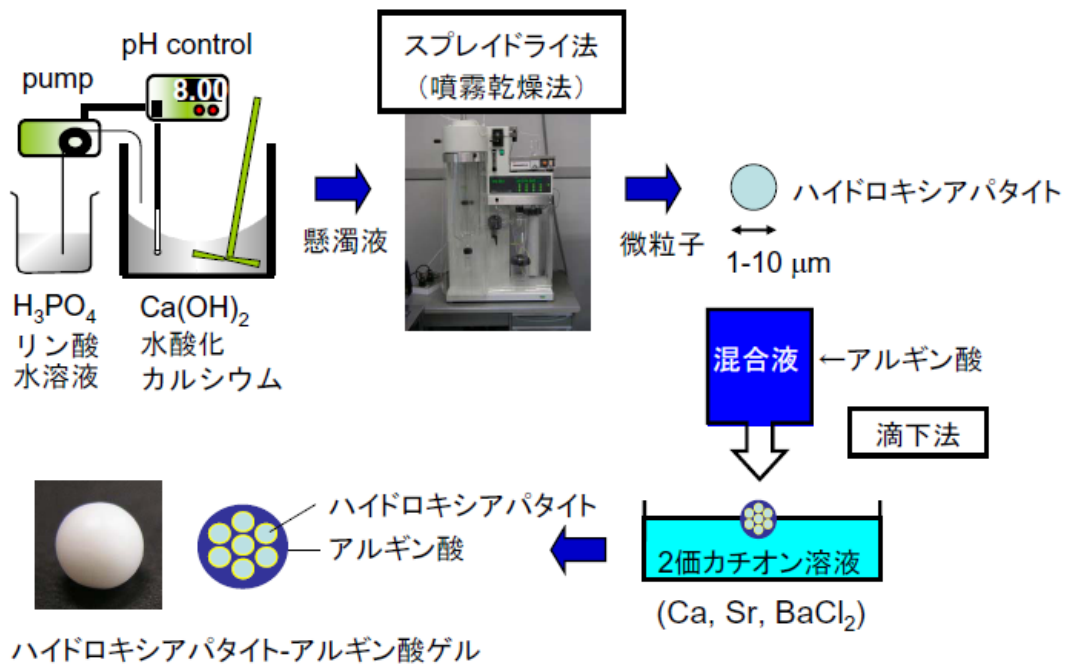 pH control
pump
8.00
スプレイドライ法
（噴霧乾燥法）
懸濁液
微粒子
ハイドロキシアパタイト
1-10 μm
H₃PO₄
リン酸
水溶液
Ca(OH)₂
水酸化
カルシウム
混合液
←アルギン酸
滴下法
2価カチオン溶液
(Ca, Sr, BaCl₂)
ハイドロキシアパタイト
アルギン酸
ハイドロキシアパタイト-アルギン酸ゲル